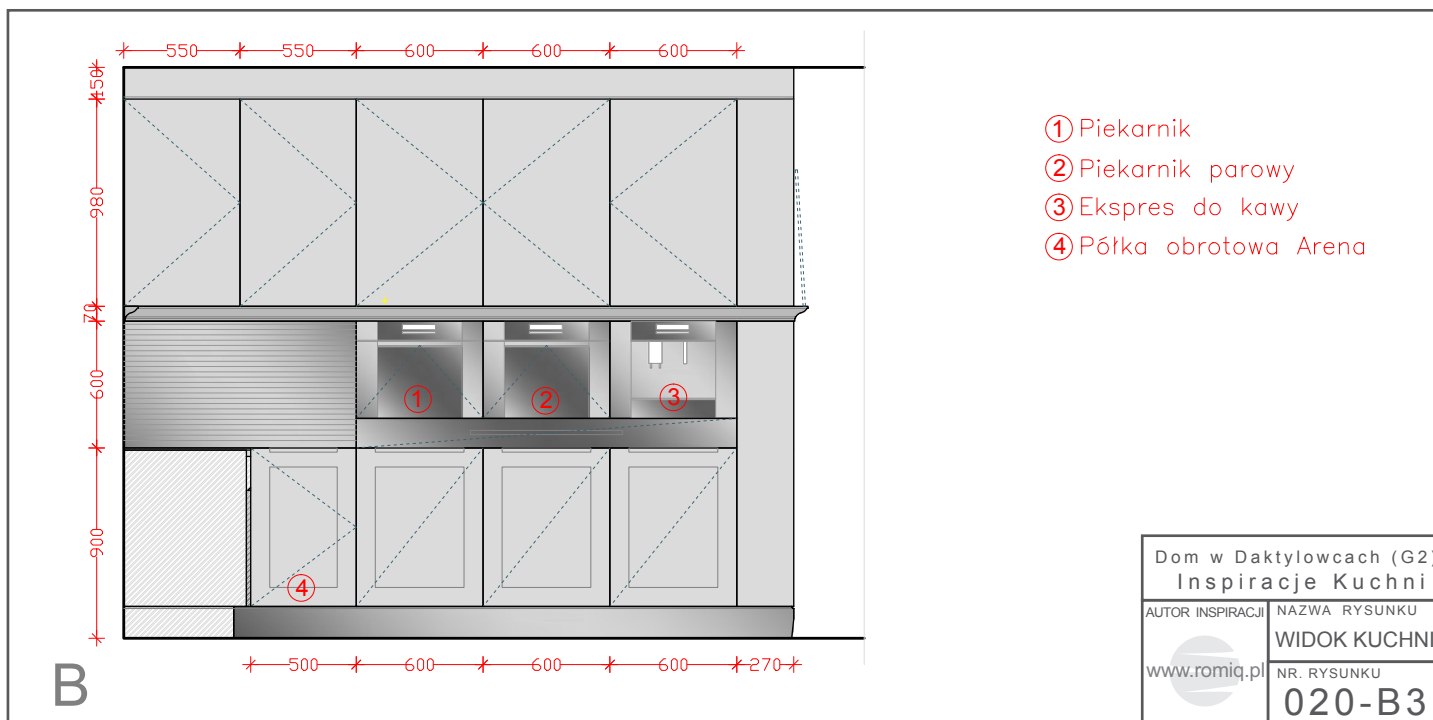 550 550 600 600 600
150
980
70
600
900
1 Piekarnik
2 Piekarnik parowy
3 Ekspres do kawy
4 Półka obrotowa Arena
1 2 3
4
500 600 600 600 270
B
Dom w Daktylowcach (G2)
Inspiracje Kuchni
AUTOR INSPIRACJI
www.romiq.pl
NAZWA RYSUNKU
WIDOK KUCHNI
NR. RYSUNKU
020-B3